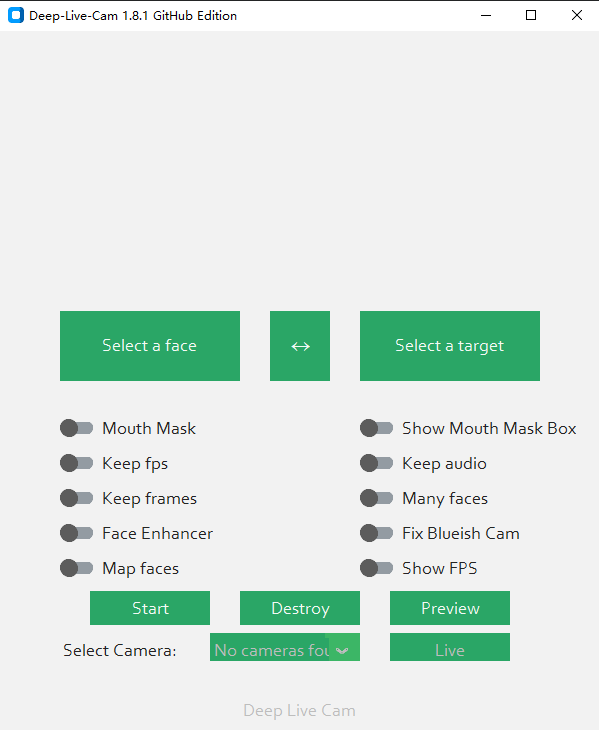 Deep-Live-Cam 1.8.1 GitHub Edition
Select a face ↔ Select a target
Mouth Mask Show Mouth Mask Box
Keep fps Keep audio
Keep frames Many faces
Face Enhancer Fix Blueish Cam
Map faces Show FPS
Start Destroy Preview
Select Camera: No cameras fou Live
Deep Live Cam